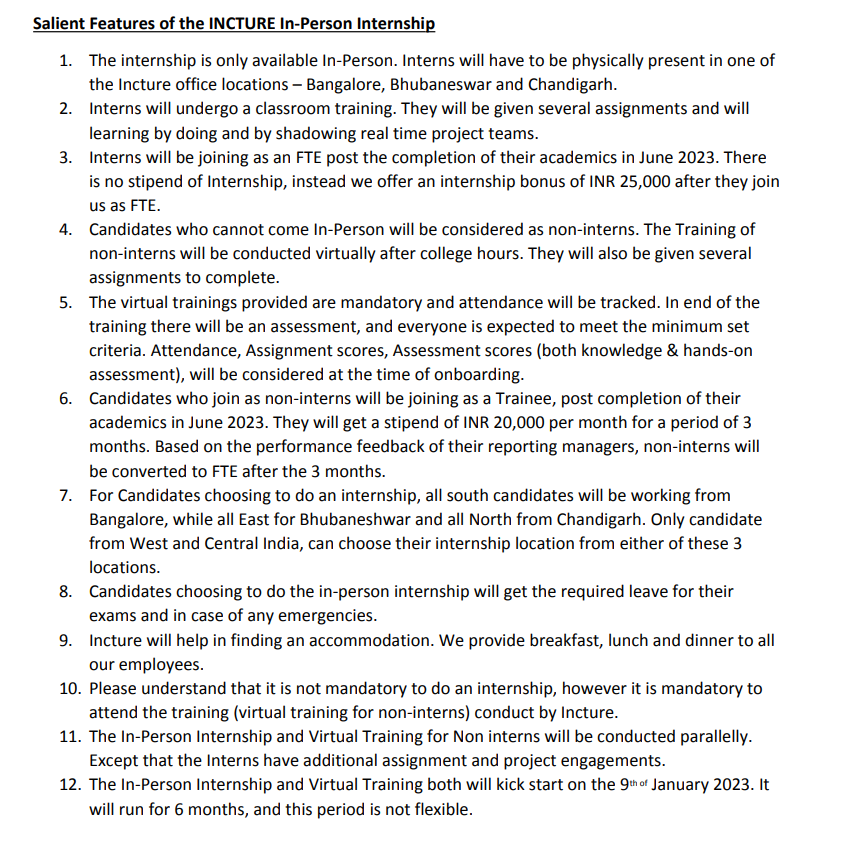 Salient Features of the INCTURE In-Person Internship
1. The internship is only available In-Person. Interns will have to be physically present in one of
the Incture office locations – Bangalore, Bhubaneswar and Chandigarh.
2. Interns will undergo a classroom training. They will be given several assignments and will
learning by doing and by shadowing real time project teams.
3. Interns will be joining as an FTE post the completion of their academics in June 2023. There
is no stipend of Internship, instead we offer an internship bonus of INR 25,000 after they join
us as FTE.
4. Candidates who cannot come In-Person will be considered as non-interns. The Training of
non-interns will be conducted virtually after college hours. They will also be given several
assignments to complete.
5. The virtual trainings provided are mandatory and attendance will be tracked. In end of the
training there will be an assessment, and everyone is expected to meet the minimum set
criteria. Attendance, Assignment scores, Assessment scores (both knowledge & hands-on
assessment), will be considered at the time of onboarding.
6. Candidates who join as non-interns will be joining as a Trainee, post completion of their
academics in June 2023. They will get a stipend of INR 20,000 per month for a period of 3
months. Based on the performance feedback of their reporting managers, non-interns will
be converted to FTE after the 3 months.
7. For Candidates choosing to do an internship, all south candidates will be working from
Bangalore, while all East for Bhubaneshwar and all North from Chandigarh. Only candidate
from West and Central India, can choose their internship location from either of these 3
locations.
8. Candidates choosing to do the in-person internship will get the required leave for their
exams and in case of any emergencies.
9. Incture will help in finding an accommodation. We provide breakfast, lunch and dinner to all
our employees.
10. Please understand that it is not mandatory to do an internship, however it is mandatory to
attend the training (virtual training for non-interns) conduct by Incture.
11. The In-Person Internship and Virtual Training for Non interns will be conducted parallelly.
Except that the Interns have additional assignment and project engagements.
12. The In-Person Internship and Virtual Training both will kick start on the 9th of January 2023. It
will run for 6 months, and this period is not flexible.